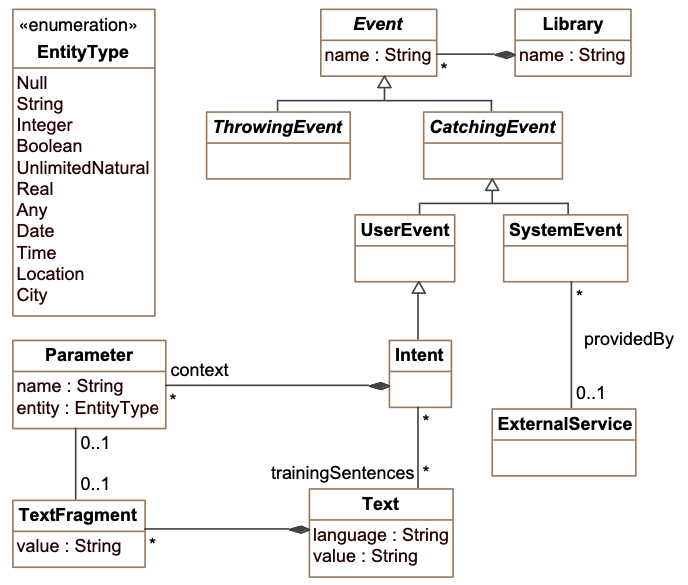 «enumeration»
EntityType
Null
String
Integer
Boolean
UnlimitedNatural
Real
Any
Date
Time
Location
City
Event
name : String
*
Library
name : String
ThrowingEvent
CatchingEvent
UserEvent
SystemEvent
*
providedBy
0..1
ExternalService
Parameter
name : String
entity : EntityType
context
*
Intent
*
0..1
0..1
trainingSentences
*
TextFragment
value : String
*
Text
language : String
value : String